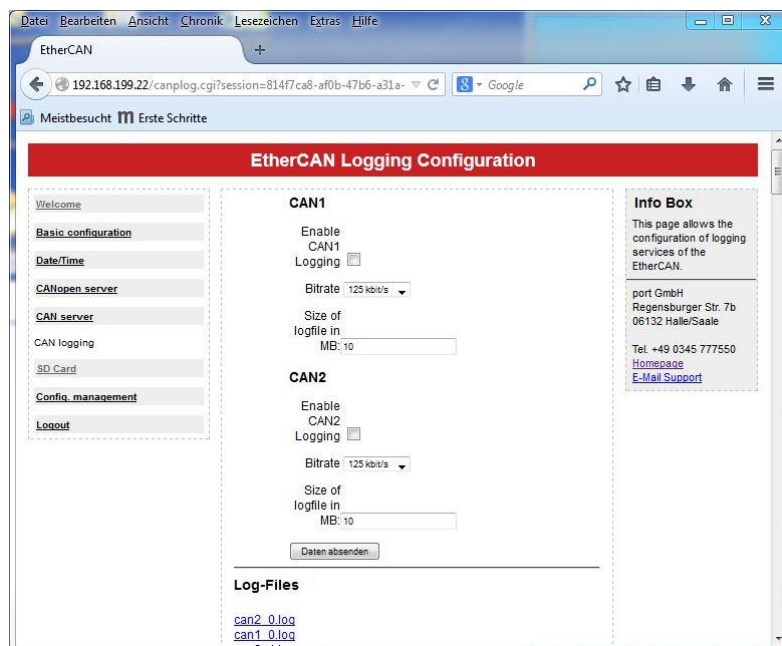 Datei Bearbeiten Ansicht Chronik Lesezeichen Extras Hilfe
EtherCAN
192.168.199.22/canplog.cgi?session=814f7ca8-af0b-47b6-a31a-
Google
Meistbesucht
Erste Schritte
EtherCAN Logging Configuration
Welcome
Basic configuration
Date/Time
CANopen server
CAN server
CAN logging
SD Card
Config. management
Logout
CAN1
Enable
CAN1
Logging
Bitrate 125 kbit/s
Size of
logfile in
MB: 10
CAN2
Enable
CAN2
Logging
Bitrate 125 kbit/s
Size of
logfile in
MB: 10
Daten absenden
Log-Files
can2_0.log
can1_0.log
Info Box
This page allows the
configuration of logging
services of the
EtherCAN.
port GmbH
Regensburger Str. 7b
06132 Halle/Saale
Tel. +49 0345 777550
Homepage
E-Mail Support